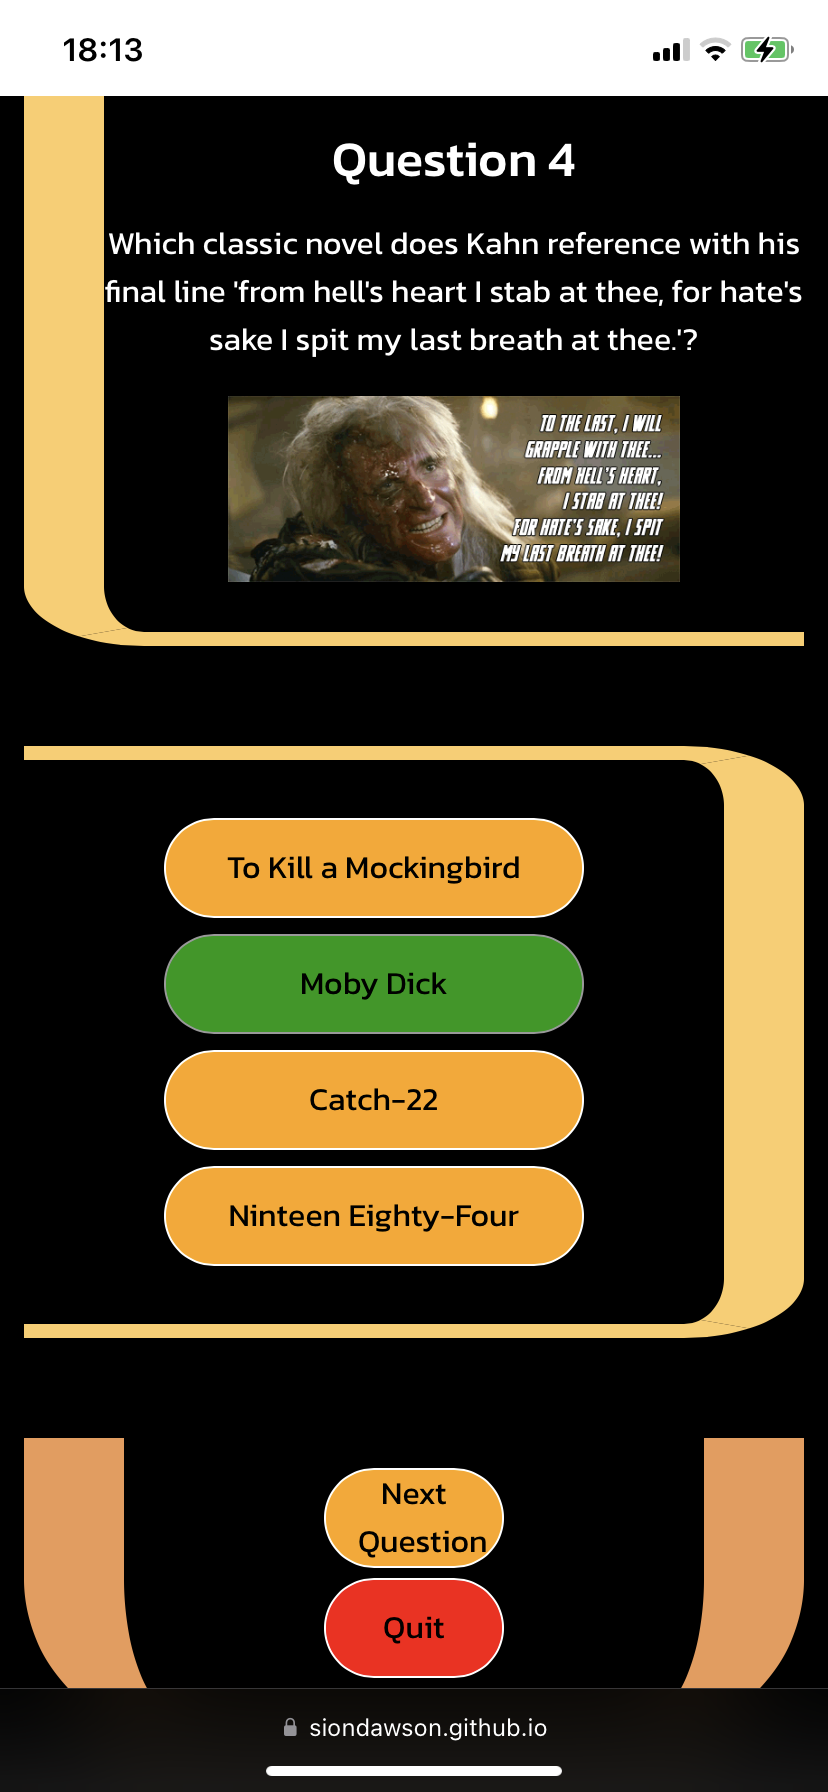 18:13
Question 4
Which classic novel does Kahn reference with his
final line 'from hell's heart I stab at thee, for hate's
sake I spit my last breath at thee.'?
TO THE LAST, I WILL
GRAPPLE WITH THEE...
FROM HELL'S HEART,
I STAB AT THEE!
FOR HATE'S SAKE, I SPIT
MY LAST BREATH AT THEE!
To Kill a Mockingbird
Moby Dick
Catch-22
Ninteen Eighty-Four
Next
Question
Quit
siondawson.github.io